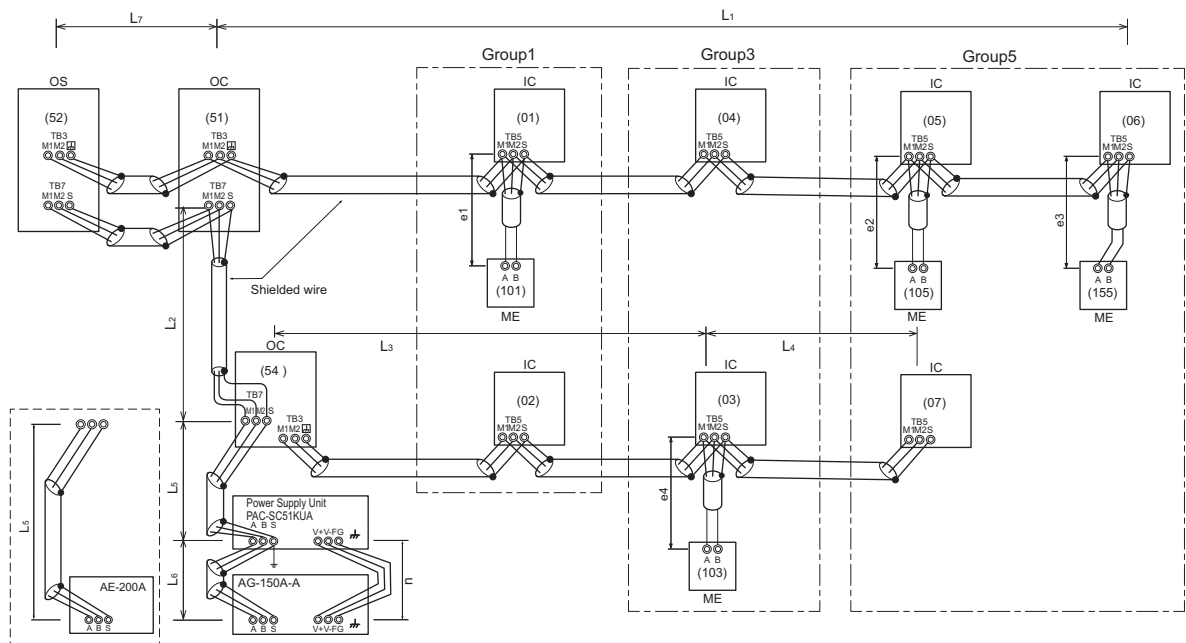 L7
L1
Group1
Group3
Group5
OS
OC
IC
IC
IC
IC
(52)
(51)
(01)
(04)
(05)
(06)
TB3
M1M2
TB3
M1M2
TB5
M1M2S
TB5
M1M2S
TB5
M1M2S
TB5
M1M2S
TB7
M1M2 S
TB7
M1M2 S
e1
e2
e3
Shielded wire
A B
(101)
ME
A B
(105)
ME
A B
(155)
ME
L2
L3
L4
OC
(54 )
TB7
M1M2 S
TB3
M1M2
IC
(02)
TB5
M1M2S
IC
(03)
TB5
M1M2S
IC
(07)
TB5
M1M2S
e4
A B
(103)
ME
L5
L5
Power Supply Unit
PAC-SC51KUA
A B S
V+V-FG
L6
n
AG-150A-A
A B S
V+V-FG
AE-200A
A B S